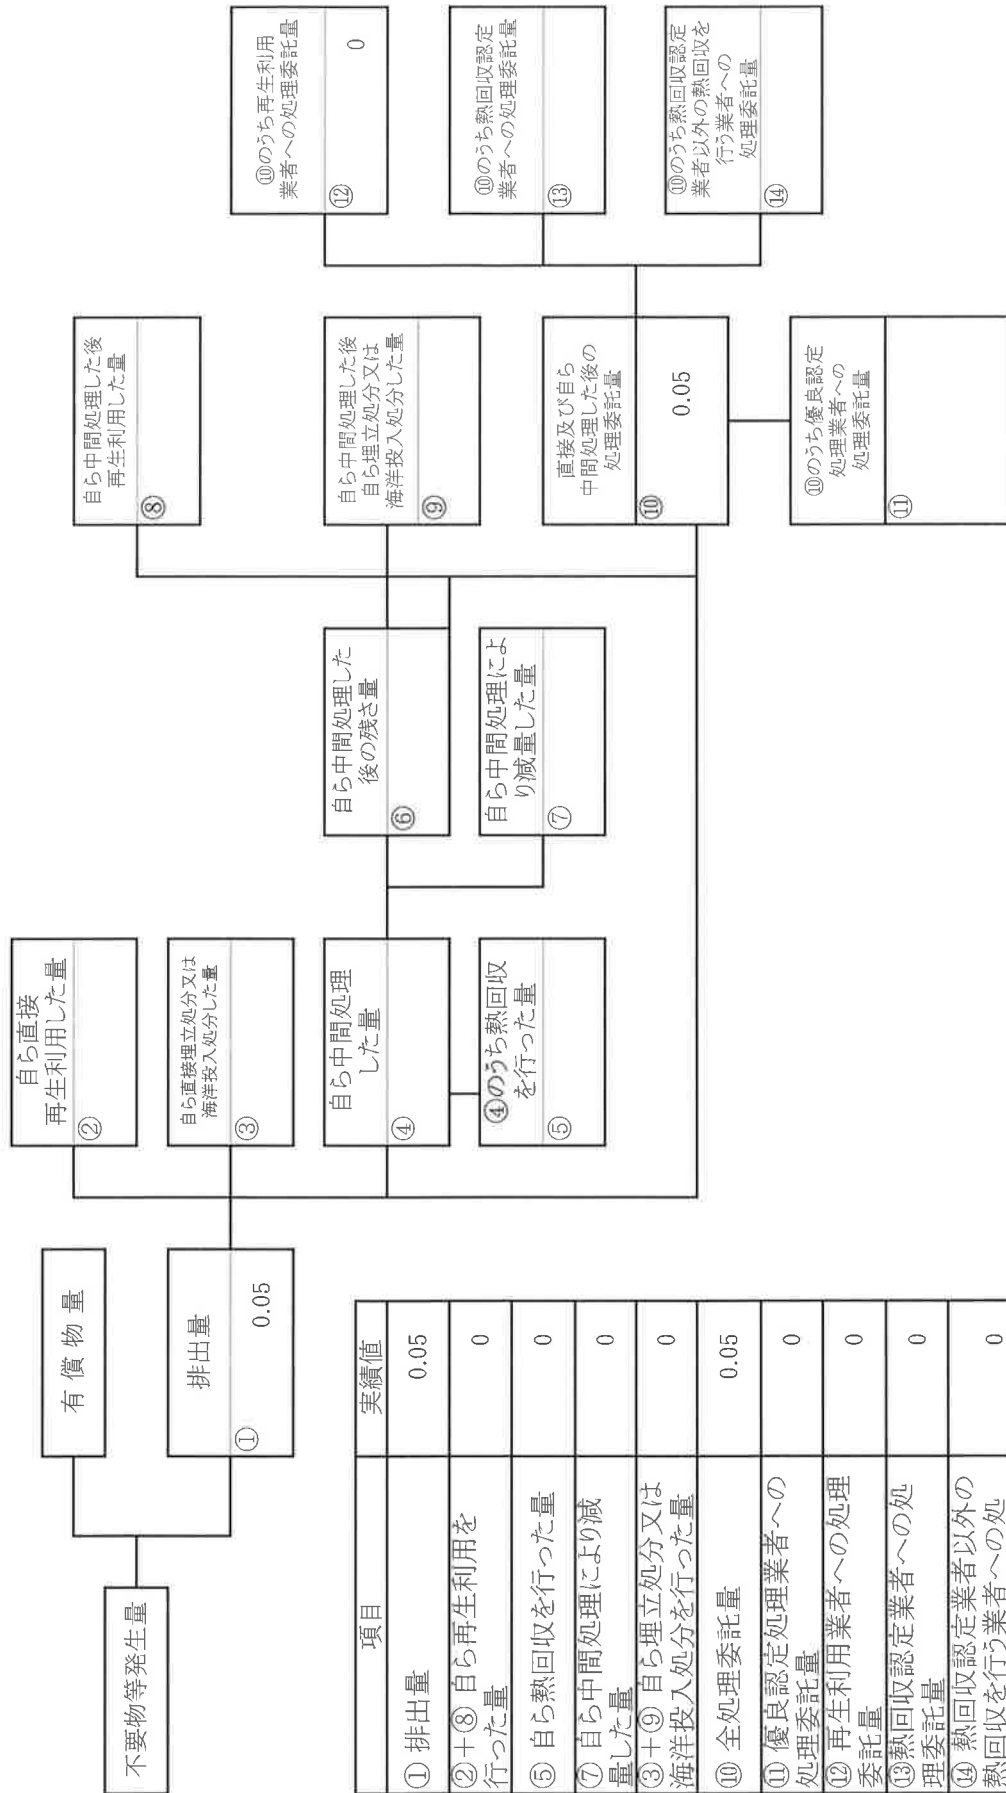 不要物等発生量
有償物量
排出量
①
0.05
自ら直接
再生利用した量
②
自ら直接埋立処分又は
海洋投入処分した量
③
自ら中間処理
した量
④
④のうち熱回収
を行った量
⑤
自ら中間処理した
後の残さ量
⑥
自ら中間処理によ
り減量した量
⑦
自ら中間処理した後
再生利用した量
⑧
自ら中間処理した後
自ら埋立処分又は
海洋投入処分した量
⑨
直接及び自ら
中間処理した後の
処理委託量
⑩
0.05
⑩のうち優良認定
処理業者への
処理委託量
⑪
⑩のうち再生利用
業者への処理委託量
⑫
0
⑩のうち熱回収認定
業者への処理委託量
⑬
⑩のうち熱回収認定
業者以外の熱回収を
行う業者への
処理委託量
⑭
項目 実績値
①排出量 0.05
②+⑧ 自ら再生利用を
行った量 0
⑤ 自ら熱回収を行った量 0
⑦ 自ら中間処理により減
量した量 0
③+⑨ 自ら埋立処分又は
海洋投入処分を行った量 0
⑩ 全処理委託量 0.05
⑪ 優良認定処理業者への
処理委託量 0
⑫ 再生利用業者への処理
委託量 0
⑬熱回収認定業者への処
理委託量 0
⑭ 熱回収認定業者以外の
熱回収を行う業者への処 0